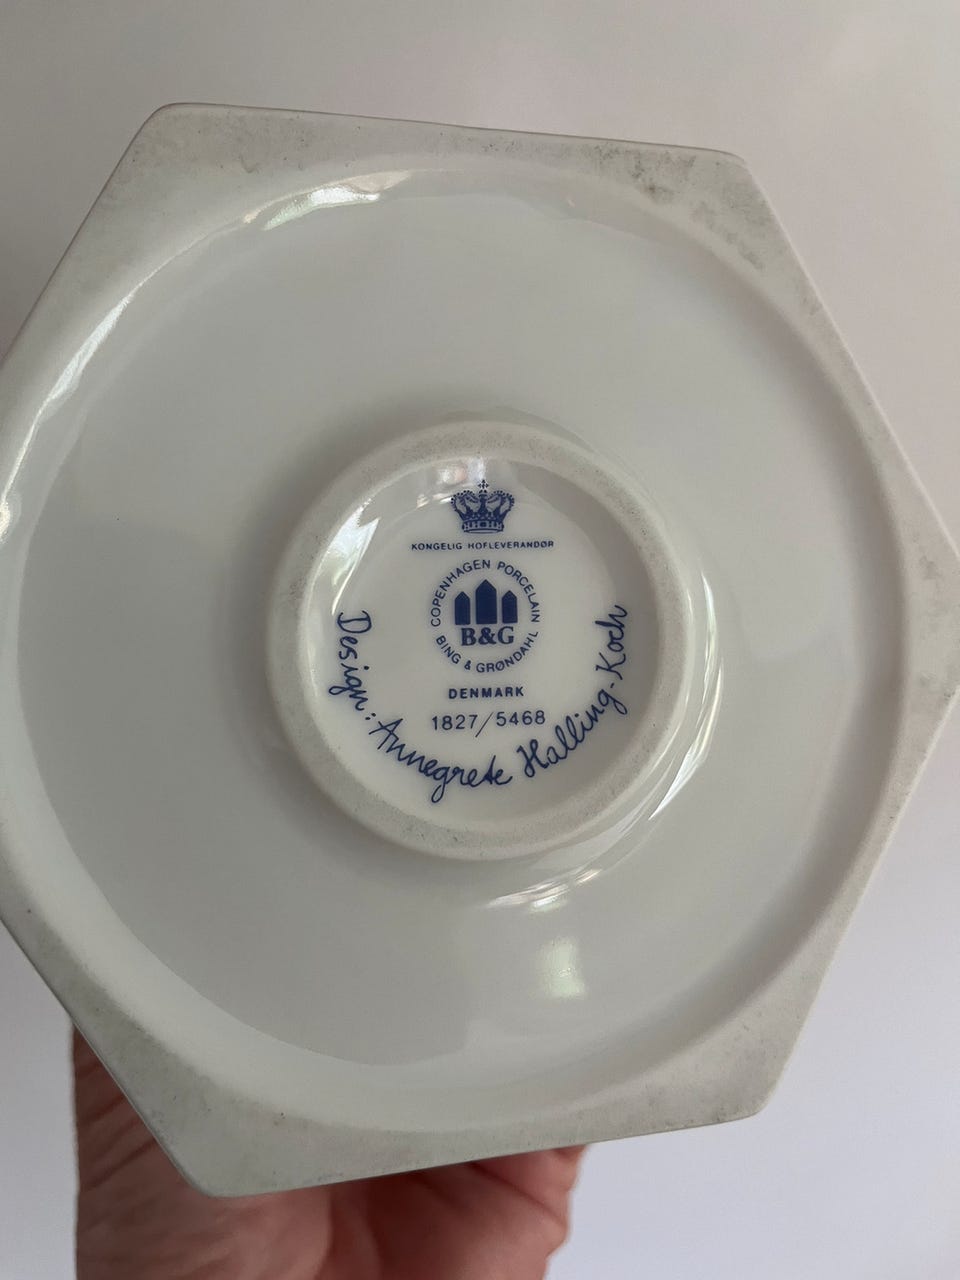 KONGELIG HOFLEVERANDØR
COPENHAGEN PORCELAIN
B&G
BING & GRØNDAHL
DENMARK
1827/5468
Design: Annegrete Halling-Koch